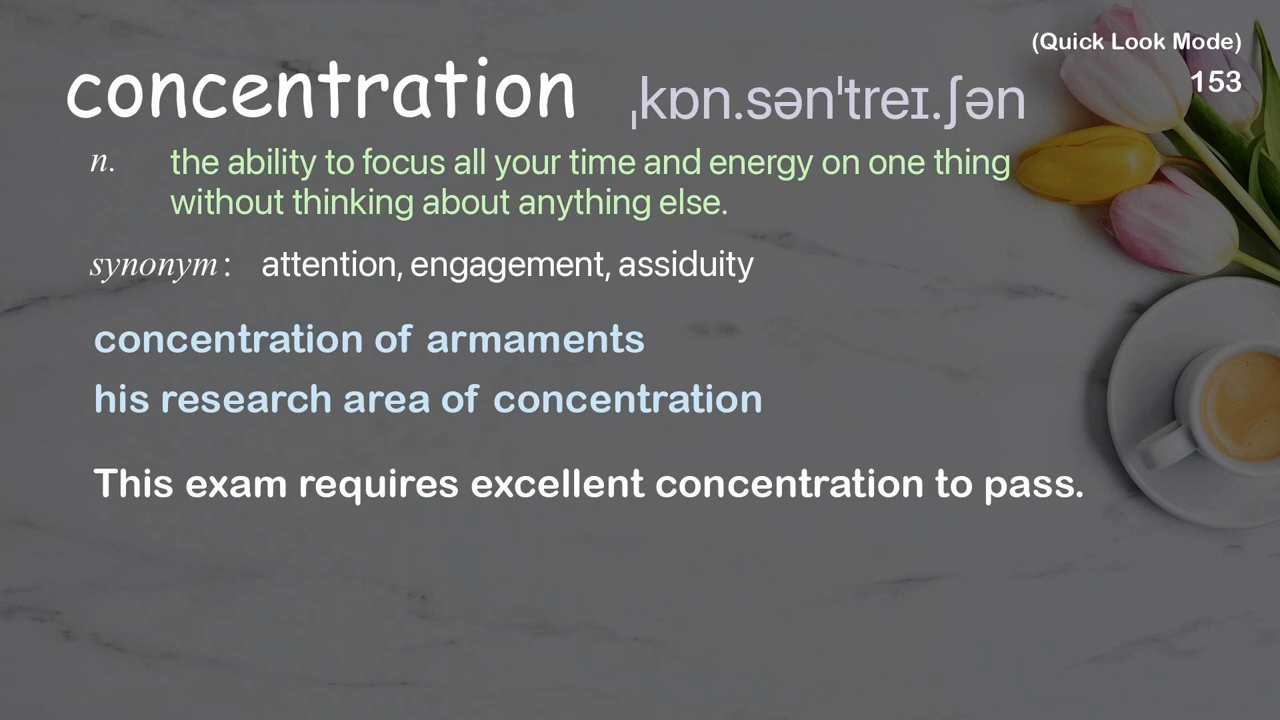 (Quick Look Mode)
concentration ˌkɒn.sənˈtreɪ.ʃən
153
n. the ability to focus all your time and energy on one thing
without thinking about anything else.
synonym : attention, engagement, assiduity
concentration of armaments
his research area of concentration
This exam requires excellent concentration to pass.